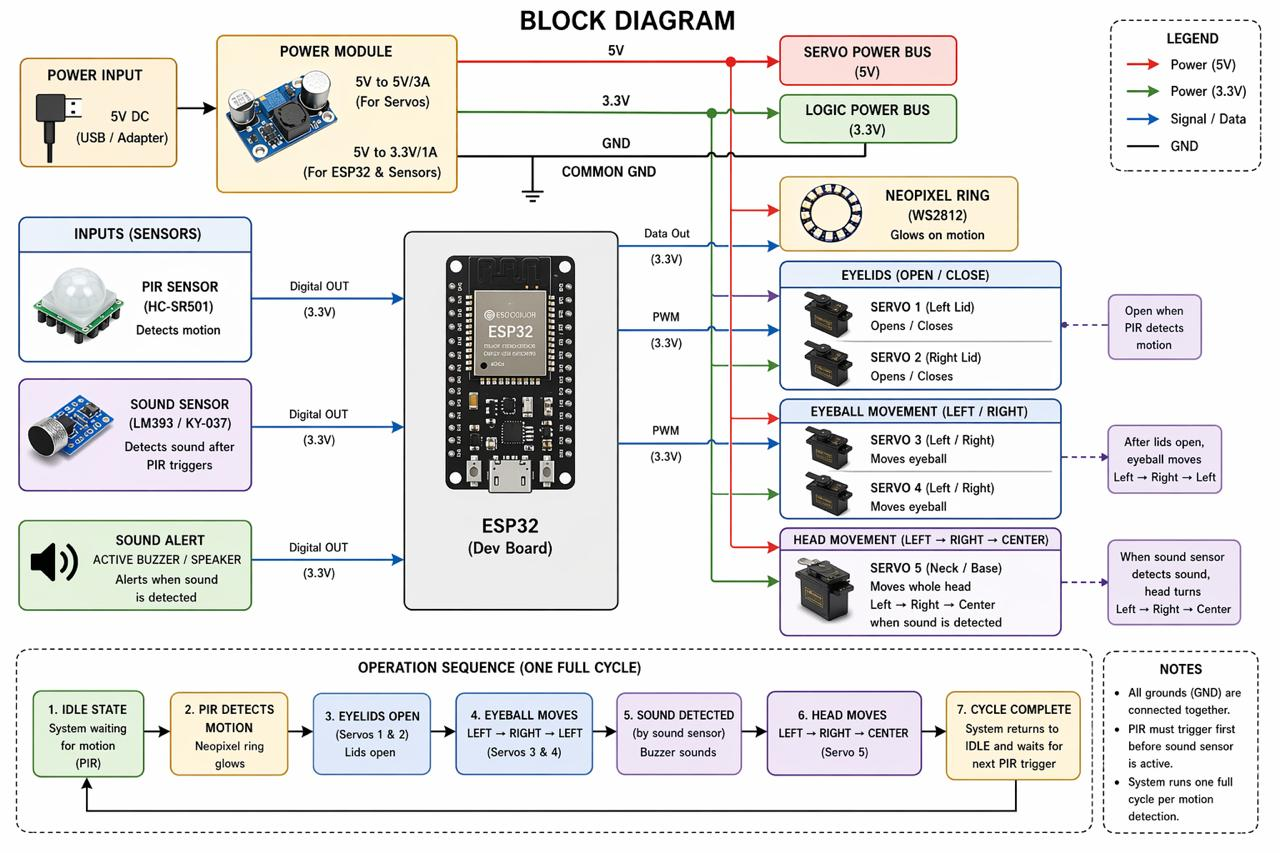 BLOCK DIAGRAM
POWER INPUT
5V DC
(USB / Adapter)
POWER MODULE
5V to 5V/3A
(For Servos)
5V to 3.3V/1A
(For ESP32 & Sensors)
5V
3.3V
GND
COMMON GND
SERVO POWER BUS
(5V)
LOGIC POWER BUS
(3.3V)
LEGEND
Power (5V)
Power (3.3V)
Signal / Data
GND
INPUTS (SENSORS)
PIR SENSOR
(HC-SR501)
Detects motion
Digital OUT
(3.3V)
SOUND SENSOR
(LM393 / KY-037)
Detects sound after
PIR triggers
Digital OUT
(3.3V)
SOUND ALERT
ACTIVE BUZZER / SPEAKER
Alerts when sound
is detected
Digital OUT
(3.3V)
ESP32
ESP32
(Dev Board)
Data Out
(3.3V)
PWM
(3.3V)
PWM
(3.3V)
NEOPIXEL RING
(WS2812)
Glows on motion
EYELIDS (OPEN / CLOSE)
SERVO 1 (Left Lid)
Opens / Closes
SERVO 2 (Right Lid)
Opens / Closes
Open when
PIR detects
motion
EYEBALL MOVEMENT (LEFT / RIGHT)
SERVO 3 (Left / Right)
Moves eyeball
SERVO 4 (Left / Right)
Moves eyeball
After lids open,
eyeball moves
Left → Right → Left
HEAD MOVEMENT (LEFT → RIGHT → CENTER)
SERVO 5 (Neck / Base)
Moves whole head
Left → Right → Center
when sound is detected
When sound sensor
detects sound,
head turns
Left → Right → Center
OPERATION SEQUENCE (ONE FULL CYCLE)
1. IDLE STATE
System waiting
for motion
(PIR)
2. PIR DETECTS
MOTION
Neopixel ring
glows
3. EYELIDS OPEN
(Servos 1 & 2)
Lids open
4. EYEBALL MOVES
LEFT → RIGHT → LEFT
(Servos 3 & 4)
5. SOUND DETECTED
(by sound sensor)
Buzzer sounds
6. HEAD MOVES
LEFT → RIGHT → CENTER
(Servo 5)
7. CYCLE COMPLETE
System returns to
IDLE and waits for
next PIR trigger
NOTES
• All grounds (GND) are
connected together.
• PIR must trigger first
before sound sensor
is active.
• System runs one full
cycle per motion
detection.